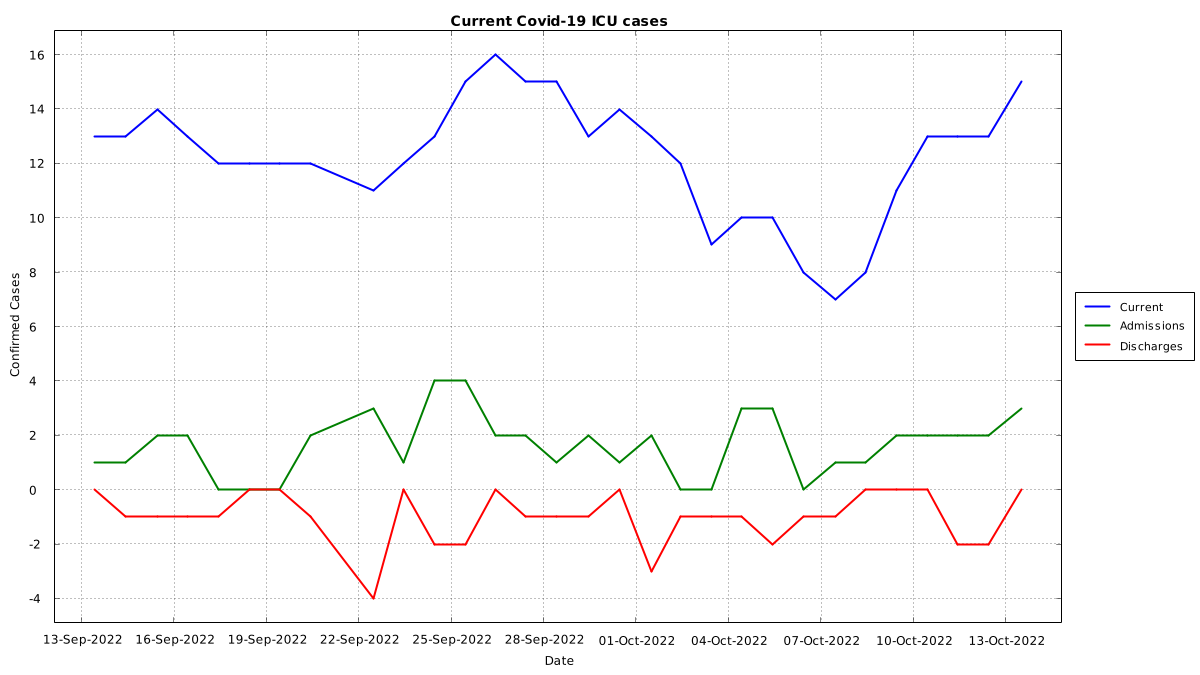 Current Covid-19 ICU cases
16
14
12
10
8
6
4
2
0
-2
-4
Confirmed Cases
13-Sep-2022 16-Sep-2022 19-Sep-2022 22-Sep-2022 25-Sep-2022 28-Sep-2022 01-Oct-2022 04-Oct-2022 07-Oct-2022 10-Oct-2022 13-Oct-2022
Date
Current
Admissions
Discharges